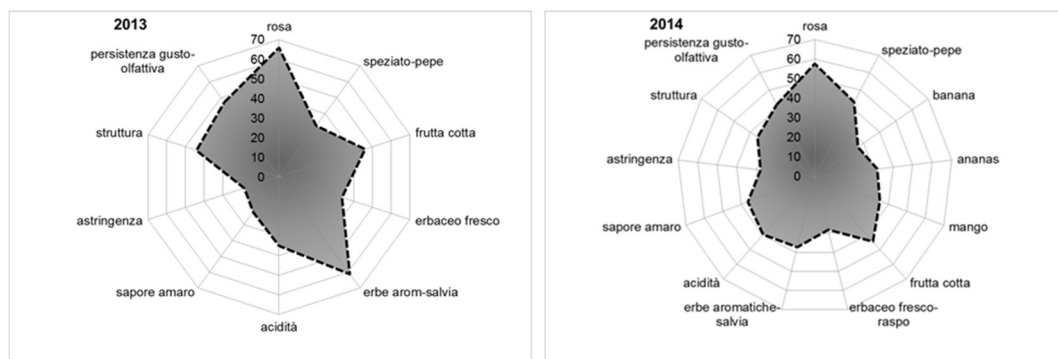 2013
rosa
70
60
50
40
30
20
10
0
speziato-pepe
frutta cotta
erbaceo fresco
erbe arom-salvia
acidità
sapore amaro
astringenza
struttura
persistenza gusto-
olfattiva
2014
rosa
70
60
50
40
30
20
10
0
speziato-pepe
banana
ananas
mango
frutta cotta
erbaceo fresco-
raspo
erbe aromatiche-
salvia
acidità
sapore amaro
astringenza
struttura
persistenza gusto-
olfattiva